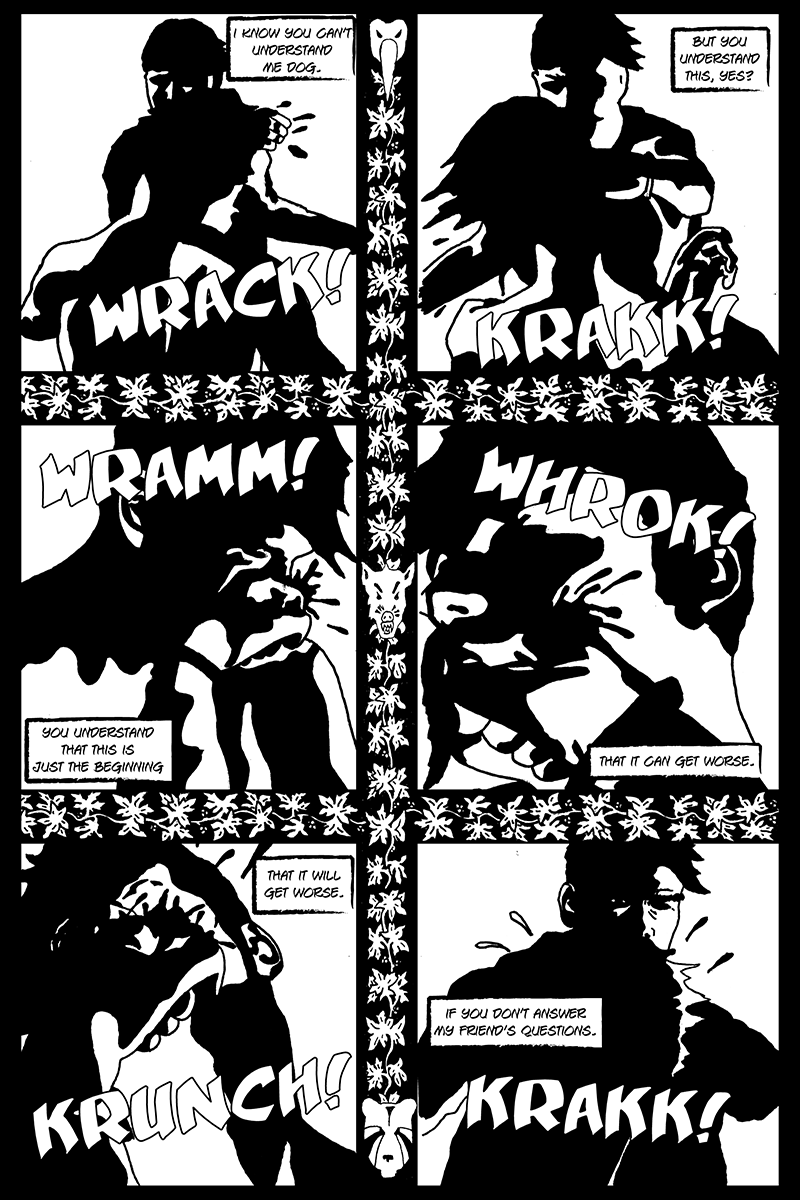 I KNOW YOU CAN'T
UNDERSTAND
ME DOG.
WRACK!
BUT YOU
UNDERSTAND
THIS, YES?
KRAKK!
WRAMM!
YOU UNDERSTAND
THAT THIS IS
JUST THE BEGINNING
WHROK!
THAT IT CAN GET WORSE.
THAT IT WILL
GET WORSE.
KRUNCH!
IF YOU DON'T ANSWER
MY FRIEND'S QUESTIONS.
KRAKK!